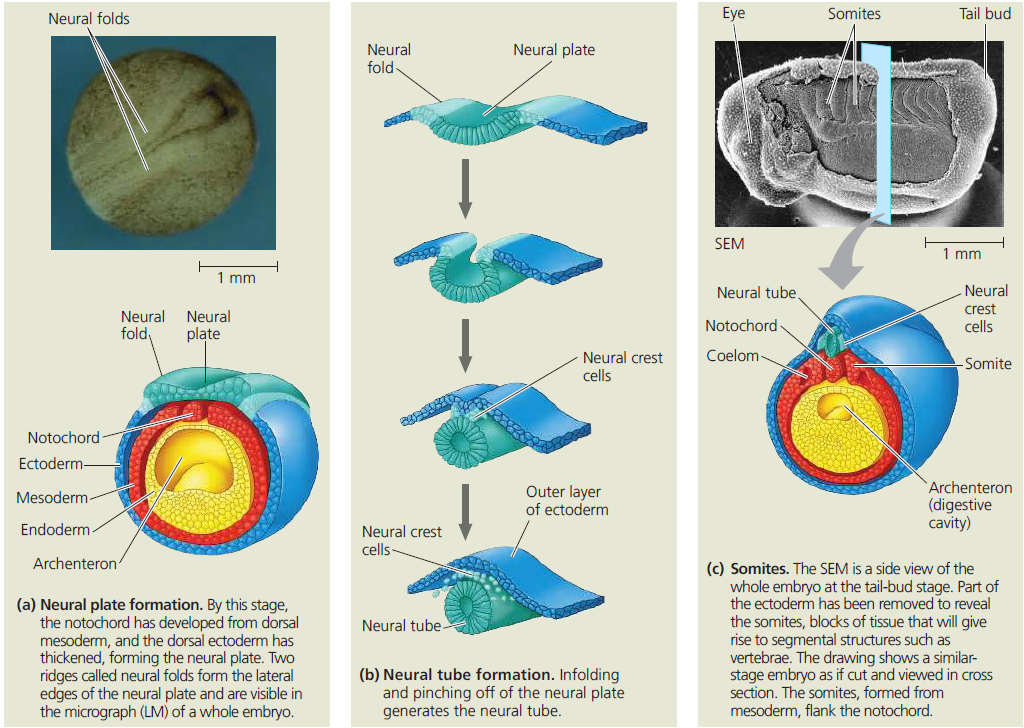 Neural folds
1 mm
Neural
fold
Neural
plate
Notochord
Ectoderm
Mesoderm
Endoderm
Archenteron
(a) Neural plate formation. By this stage,
the notochord has developed from dorsal
mesoderm, and the dorsal ectoderm has
thickened, forming the neural plate. Two
ridges called neural folds form the lateral
edges of the neural plate and are visible in
the micrograph (LM) of a whole embryo.
Neural
fold
Neural plate
Neural crest
cells
Outer layer
of ectoderm
Neural crest
cells
Neural tube
(b) Neural tube formation. Infolding
and pinching off of the neural plate
generates the neural tube.
Eye
Somites
Tail bud
SEM
1 mm
Neural tube
Notochord
Coelom
Neural
crest
cells
Somite
Archenteron
(digestive
cavity)
(c) Somites. The SEM is a side view of the
whole embryo at the tail-bud stage. Part of
the ectoderm has been removed to reveal
the somites, blocks of tissue that will give
rise to segmental structures such as
vertebrae. The drawing shows a similar-
stage embryo as if cut and viewed in cross
section. The somites, formed from
mesoderm, flank the notochord.